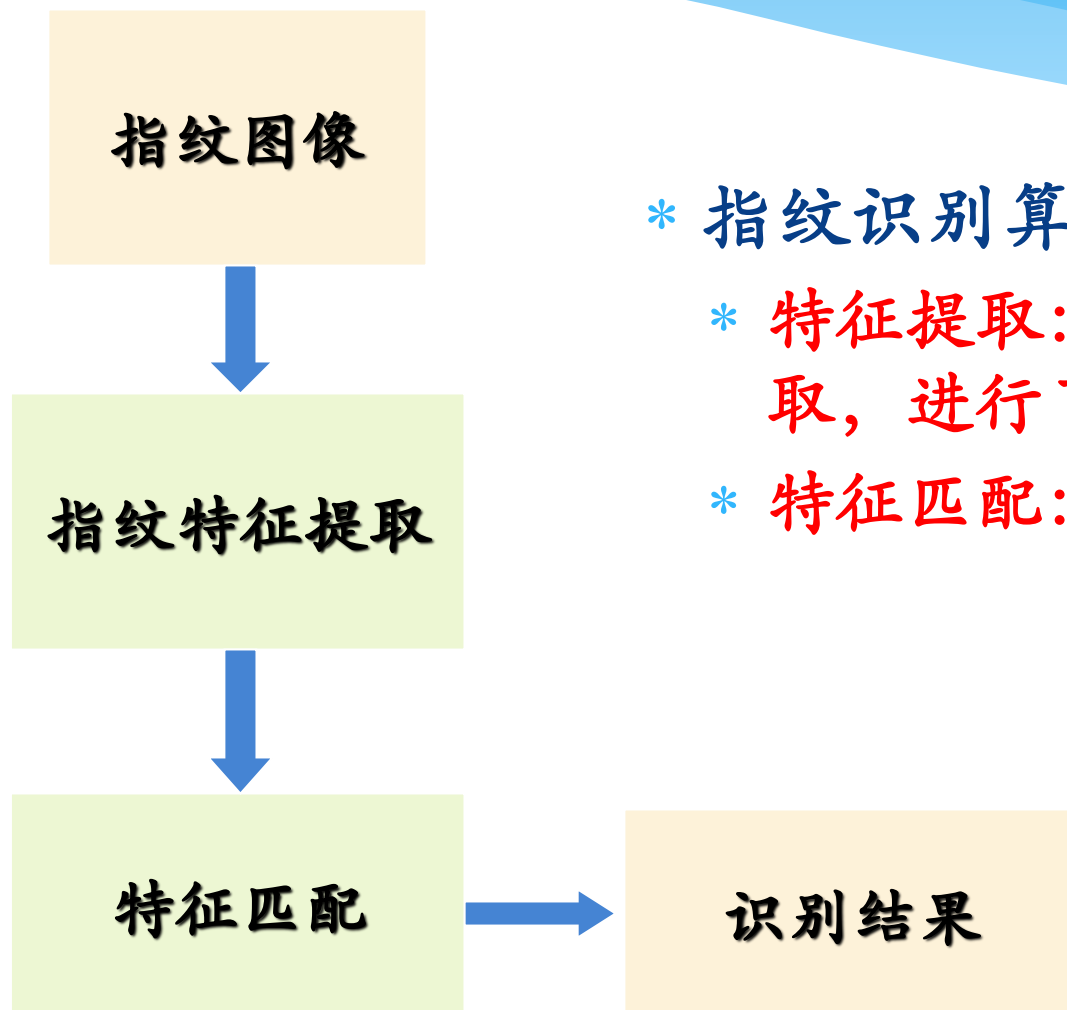 指纹图像
* 指纹识别算
* 特征提取:
取，进行
* 特征匹配:
指纹特征提取
特征匹配
识别结果